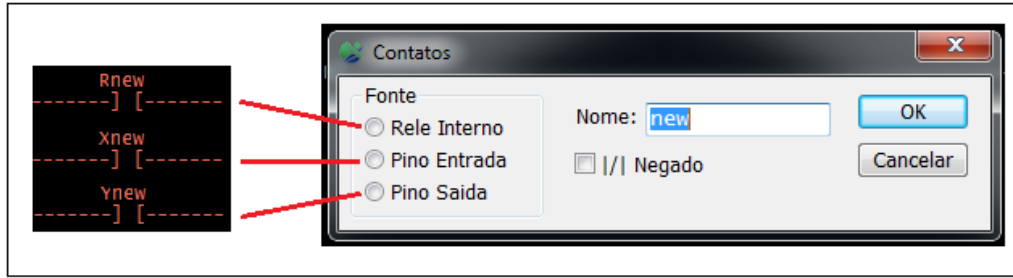 Rnew
-------] [-------
Xnew
-------] [-------
Ynew
-------] [-------
Contatos
Fonte
Rele Interno
Pino Entrada
Pino Saida
Nome: new
|/| Negado
OK
Cancelar